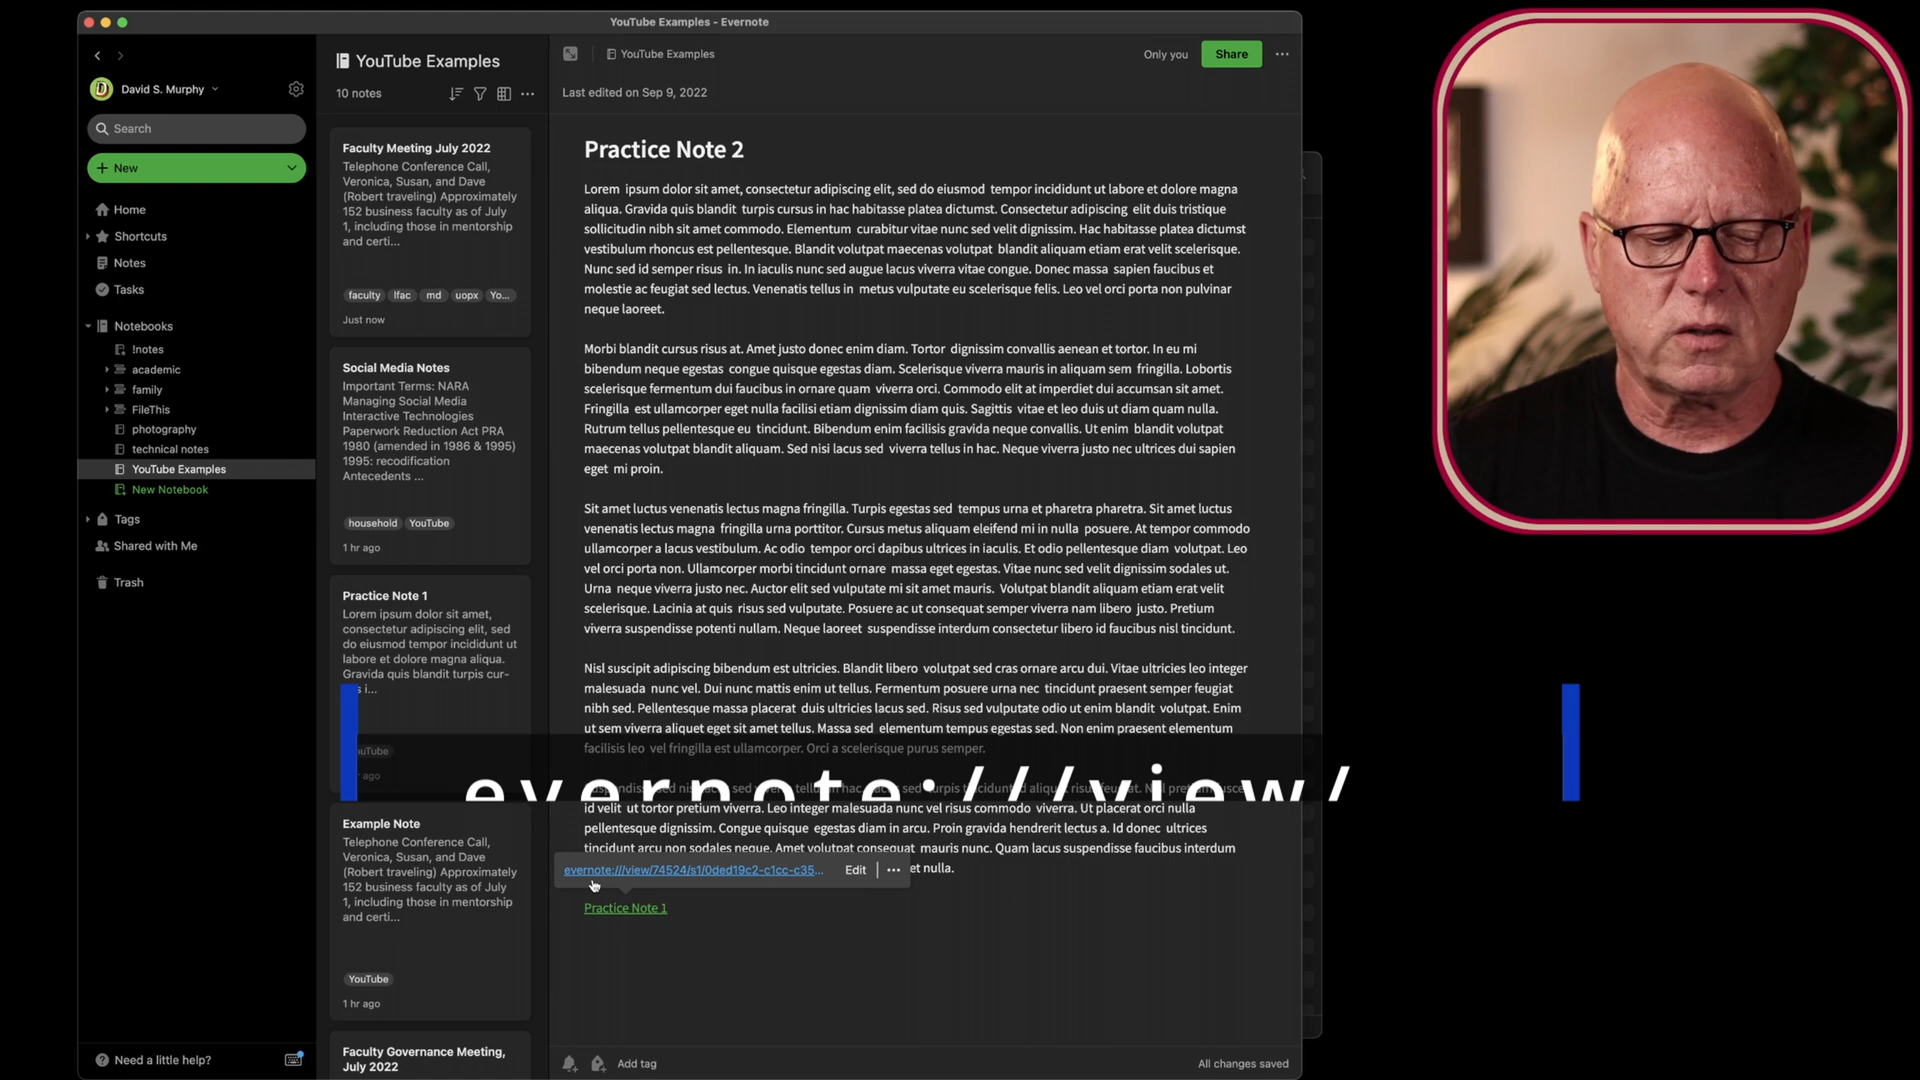 YouTube Examples - Evernote
David S. Murphy
Search
New
Home
Shortcuts
Notes
Tasks
Notebooks
!notes
academic
family
FileThis
photography
technical notes
YouTube Examples
New Notebook
Tags
Shared with Me
Trash
Need a little help?
YouTube Examples
10 notes
Faculty Meeting July 2022
Telephone Conference Call,
Veronica, Susan, and Dave
(Robert traveling) Approximately
152 business faculty as of July
1, including those in mentorship
and certi...
faculty lfac md uopx Yo...
Just now
Social Media Notes
Important Terms: NARA
Managing Social Media
Interactive Technologies
Paperwork Reduction Act PRA
1980 (amended in 1986 & 1995)
1995: recodification
Antecedents ...
household YouTube
1 hr ago
Practice Note 1
Lorem ipsum dolor sit amet,
consectetur adipiscing elit, sed
do eiusmod tempor incididunt ut
labore et dolore magna aliqua.
Gravida quis blandit turpis cur-
i...
ago
Example Note
Telephone Conference Call,
Veronica, Susan, and Dave
(Robert traveling) Approximately
152 business faculty as of July
1, including those in mentorship
and certi...
YouTube
1 hr ago
Faculty Governance Meeting,
July 2022
YouTube Examples
Only you
Share
Last edited on Sep 9, 2022
Practice Note 2
Lorem ipsum dolor sit amet, consectetur adipiscing elit, sed do eiusmod tempor incididunt ut labore et dolore magna
aliqua. Gravida quis blandit turpis cursus in hac habitasse platea dictumst. Consectetur adipiscing elit duis tristique
sollicitudin nibh sit amet commodo. Elementum curabitur vitae nunc sed velit dignissim. Hac habitasse platea dictumst
vestibulum rhoncus est pellentesque. Blandit volutpat maecenas volutpat blandit aliquam etiam erat velit scelerisque.
Nunc sed id semper risus in. In iaculis nunc sed augue lacus viverra vitae congue. Donec massa sapien faucibus et
molestie ac feugiat sed lectus. Venenatis tellus in metus vulputate eu scelerisque felis. Leo vel orci porta non pulvinar
neque laoreet.
Morbi blandit cursus risus at. Amet justo donec enim diam. Tortor dignissim convallis aenean et tortor. In eu mi
bibendum neque egestas congue quisque egestas diam. Scelerisque viverra mauris in aliquam sem fringilla. Lobortis
scelerisque fermentum dui faucibus in ornare quam viverra orci. Commodo elit at imperdiet dui accumsan sit amet.
Fringilla est ullamcorper eget nulla facilisi etiam dignissim diam quis. Sagittis vitae et leo duis ut diam quam nulla.
Rutrum tellus pellentesque eu tincidunt. Bibendum enim facilisis gravida neque convallis. Ut enim blandit volutpat
maecenas volutpat blandit aliquam. Sed nisi lacus sed viverra tellus in hac. Neque viverra justo nec ultrices dui sapien
eget mi proin.
Sit amet luctus venenatis lectus magna fringilla. Turpis egestas sed tempus urna et pharetra pharetra. Sit amet luctus
venenatis lectus magna fringilla urna porttitor. Cursus metus aliquam eleifend mi in nulla posuere. At tempor commodo
ullamcorper a lacus vestibulum. Ac odio tempor orci dapibus ultrices in iaculis. Et odio pellentesque diam volutpat. Leo
vel orci porta non. Ullamcorper morbi tincidunt ornare massa eget egestas. Vitae nunc sed velit dignissim sodales ut.
Urna neque viverra justo nec. Auctor elit sed vulputate mi sit amet mauris. Volutpat blandit aliquam etiam erat velit
scelerisque. Lacinia at quis risus sed vulputate. Posuere ac ut consequat semper viverra nam libero justo. Pretium
viverra suspendisse potenti nullam. Neque laoreet suspendisse interdum consectetur libero id faucibus nisl tincidunt.
Nisl suscipit adipiscing bibendum est ultricies. Blandit libero volutpat sed cras ornare arcu dui. Vitae ultricies leo integer
malesuada nunc vel. Dui nunc mattis enim ut tellus. Fermentum posuere urna nec tincidunt praesent semper feugiat
nibh sed. Pellentesque massa placerat duis ultricies lacus sed. Risus sed vulputate odio ut enim blandit volutpat. Enim
ut sem viverra aliquet eget sit amet tellus. Massa sed elementum tempus egestas sed. Non enim praesent elementum
facilisis leo vel fringilla est ullamcorper. Orci a scelerisque purus semper.
evernote:///view/
id velit ut tortor pretium viverra. Leo integer malesuada nunc vel risus commodo viverra. Ut placerat orci nulla
pellentesque dignissim. Congue quisque egestas diam in arcu. Proin gravida hendrerit lectus a. Id donec ultrices
tincidunt arcu non sodales neque. Amet volutpat consequat mauris nunc. Quam lacus suspendisse faucibus interdum
et nulla.
evernote:///view/74524/s1/0ded19c2-c1cc-c35... Edit
Practice Note 1
Add tag
All changes saved